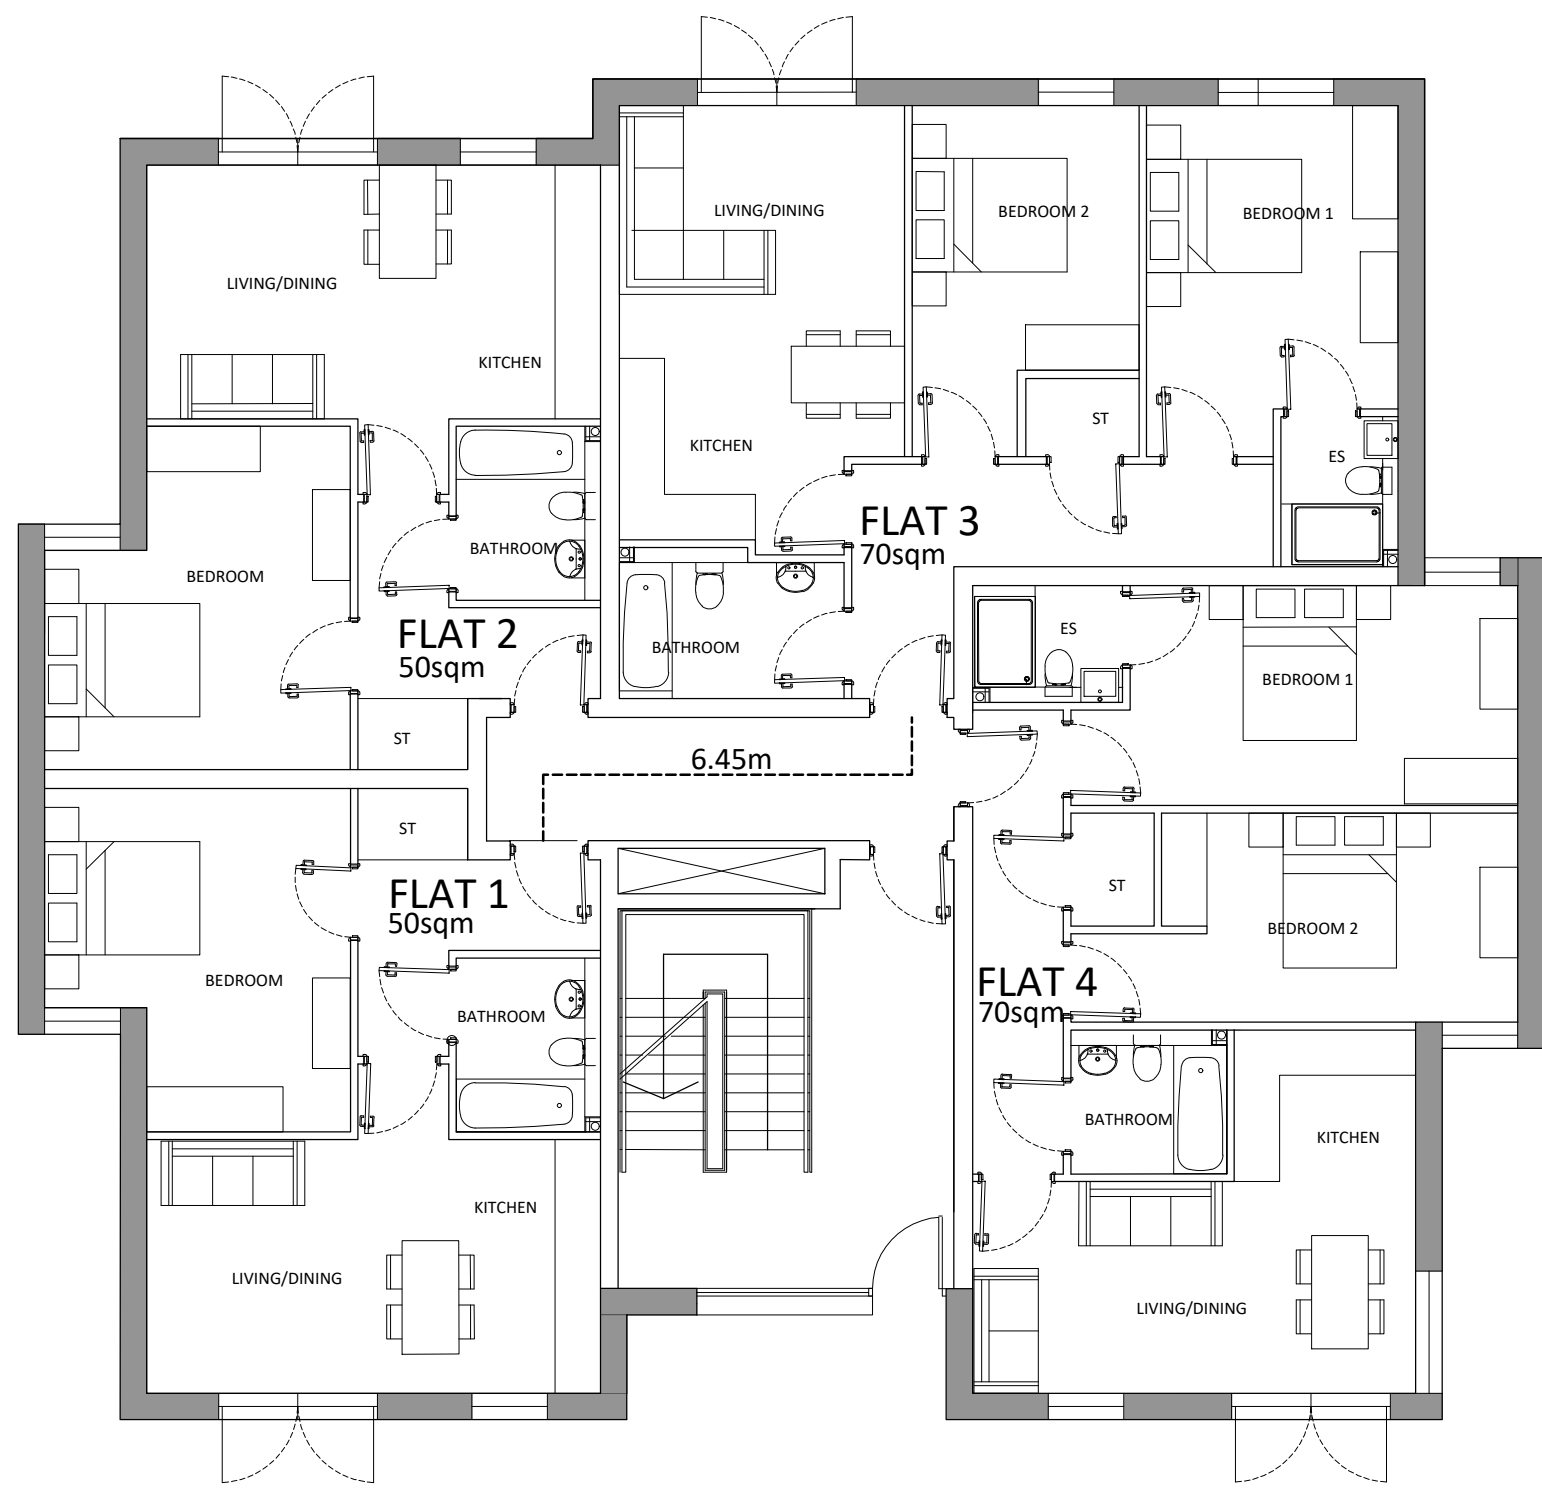 LIVING/DINING
KITCHEN
BEDROOM
BATHROOM
FLAT 2
50sqm
ST
LIVING/DINING
KITCHEN
BATHROOM
BEDROOM 2
ST
BEDROOM 1
ES
FLAT 3
70sqm
6.45m
ST
FLAT 1
50sqm
BEDROOM
BATHROOM
KITCHEN
LIVING/DINING
ES
BEDROOM 1
ST
BEDROOM 2
FLAT 4
70sqm
BATHROOM
KITCHEN
LIVING/DINING